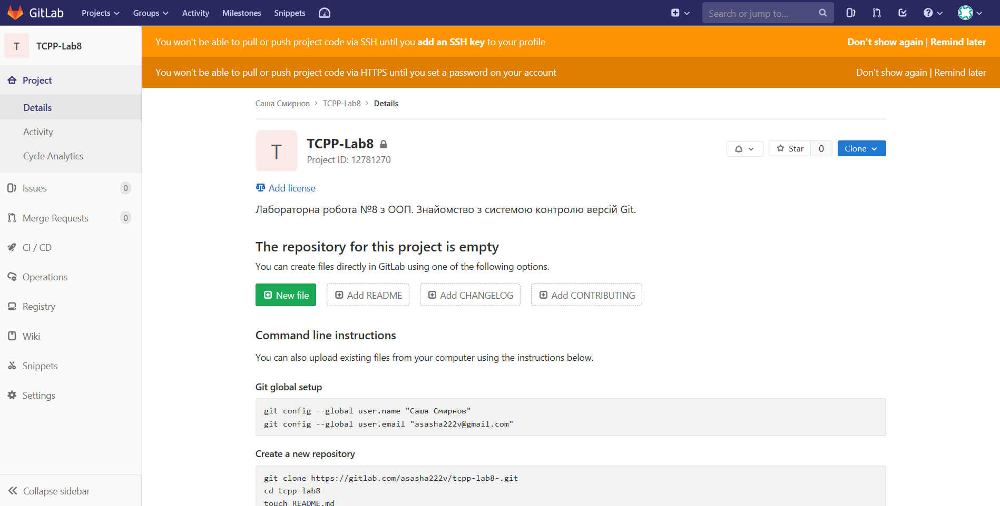 GitLab Projects Groups Activity Milestones Snippets Search or jump to...
T TCPP-Lab8
Project
Details
Activity
Cycle Analytics
Issues 0
Merge Requests 0
CI / CD
Operations
Registry
Wiki
Snippets
Settings
Collapse sidebar
You won't be able to pull or push project code via SSH until you add an SSH key to your profile Don't show again | Remind later
You won't be able to pull or push project code via HTTPS until you set a password on your account Don't show again | Remind later
Саша Смирнов > TCPP-Lab8 > Details
T
TCPP-Lab8
Project ID: 12781270
Star 0 Clone
Add license
Лабораторна робота №8 з ООП. Знайомство з системою контролю версій Git.
The repository for this project is empty
You can create files directly in GitLab using one of the following options.
New file Add README Add CHANGELOG Add CONTRIBUTING
Command line instructions
You can also upload existing files from your computer using the instructions below.
Git global setup
git config --global user.name "Саша Смирнов"
git config --global user.email "asasha222v@gmail.com"
Create a new repository
git clone https://gitlab.com/asasha222v/tcpp-lab8-.git
cd tcpp-lab8-
touch README.md